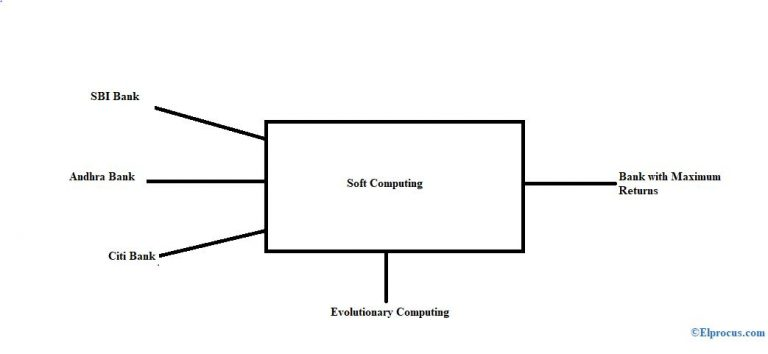 SBI Bank
Andhra Bank
Soft Computing
Bank with Maximum
Returns
Citi Bank
Evolutionary Computing
©Elprocus.com